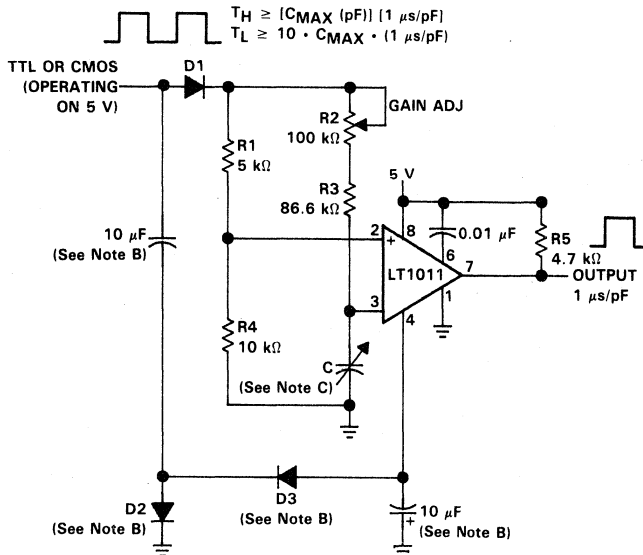 T_H ≥ [C_MAX (pF)] [1 μs/pF]
T_L ≥ 10 · C_MAX · (1 μs/pF)
TTL OR CMOS
(OPERATING
ON 5 V)
D1
GAIN ADJ
R2
100 kΩ
R1
5 kΩ
R3
86.6 kΩ
5 V
10 μF
(See Note B)
0.01 μF
R5
4.7 kΩ
2
+
8
6
7
LT1011
OUTPUT
1 μs/pF
3
1
4
R4
10 kΩ
C
(See Note C)
D2
(See Note B)
D3
(See Note B)
10 μF
+
(See Note B)